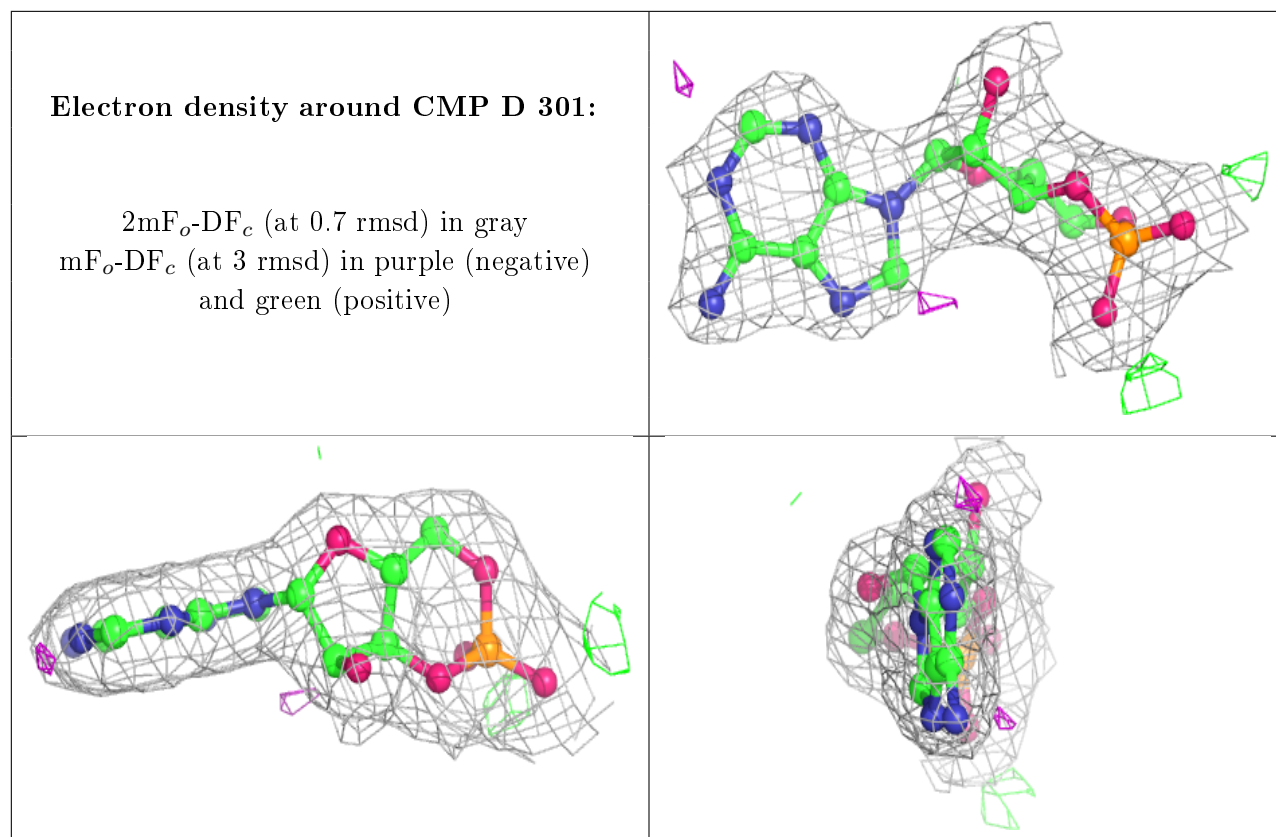 Electron density around CMP D 301:
2mFₒ-DF𝒸 (at 0.7 rmsd) in gray
mFₒ-DF𝒸 (at 3 rmsd) in purple (negative)
and green (positive)